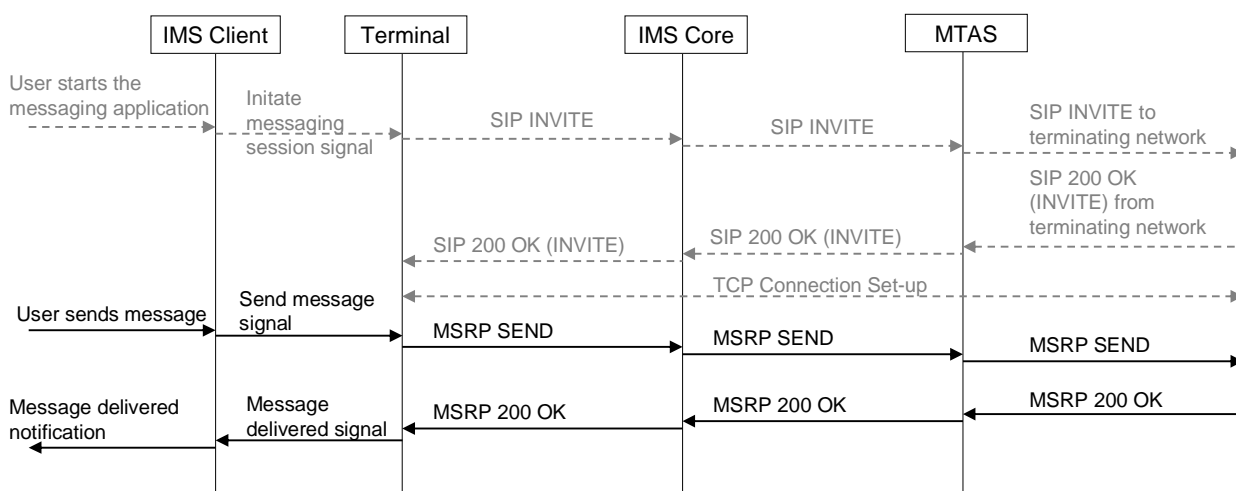 IMS Client
Terminal
IMS Core
MTAS
User starts the
messaging application
Initate
messaging
session signal
SIP INVITE
SIP INVITE
SIP INVITE to
terminating network
SIP 200 OK
(INVITE) from
terminating network
SIP 200 OK (INVITE)
SIP 200 OK (INVITE)
TCP Connection Set-up
User sends message
Send message
signal
MSRP SEND
MSRP SEND
MSRP SEND
Message delivered
notification
Message
delivered signal
MSRP 200 OK
MSRP 200 OK
MSRP 200 OK